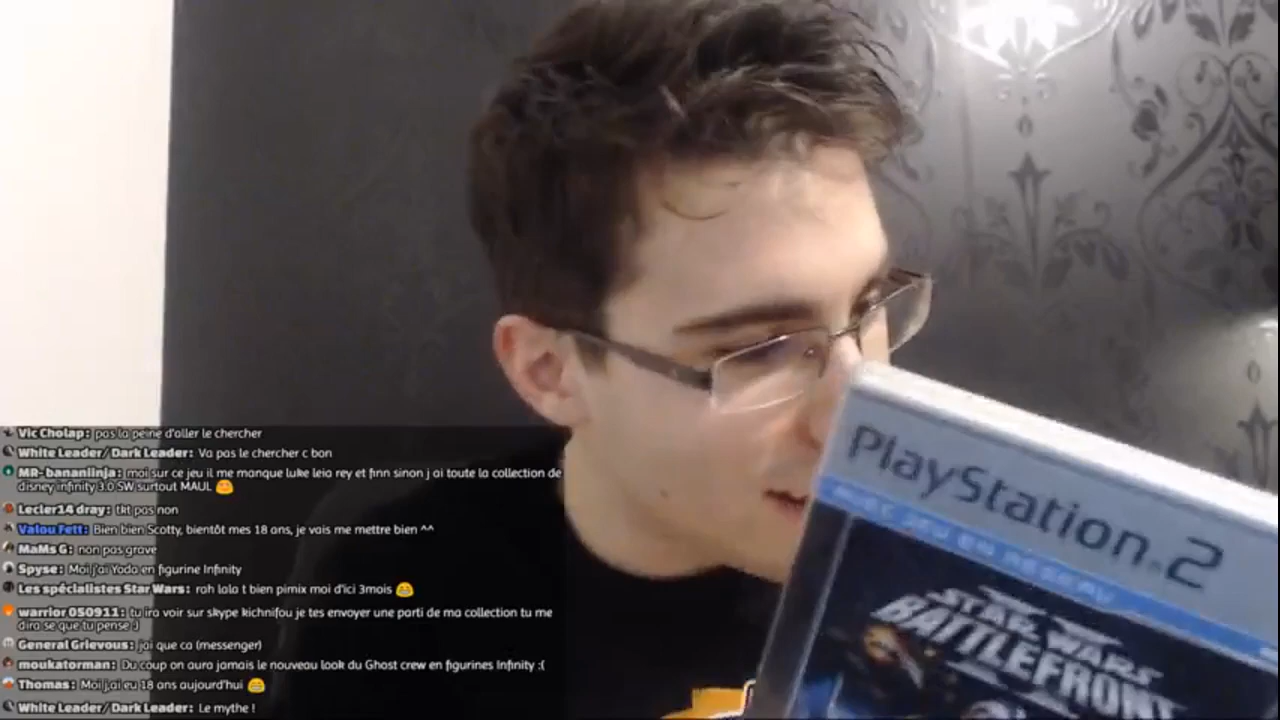 Vic Cholap: pas la peine d'aller le chercher
White Leader/Dark Leader: Va pas le chercher c bon
MR-bananiinja: moi sur ce jeu il me manque luke leia rey et finn sinon j ai toute la collection de
disney infinity 3.0 SW surtout MAUL 😊
Lecler14 dray: tkt pas non
Valou Fett: Bien bien Scotty, bientôt mes 18 ans, je vais me mettre bien ^^
MaMs G: non pas grave
Spyse: Moi j'ai Yoda en figurine Infinity
Les spécialistes Star Wars: roh lala t bien pimix moi d'ici 3mois 😂
warrior 050911: tu ira voir sur skype kichnifou je tes envoyer une parti de ma collection tu me
dira se que tu pense :)
General Grievous: jai que ca (messenger)
moukatorman: Du coup on aura jamais le nouveau look du Ghost crew en figurines Infinity :(
Thomas: Moi j;ai eu 18 ans aujourd'hui 😂
White Leader/Dark Leader: Le mythe !
PlayStation.2
AVEC JEU EN RÉSEAU
STAR WARS
BATTLEFRONT